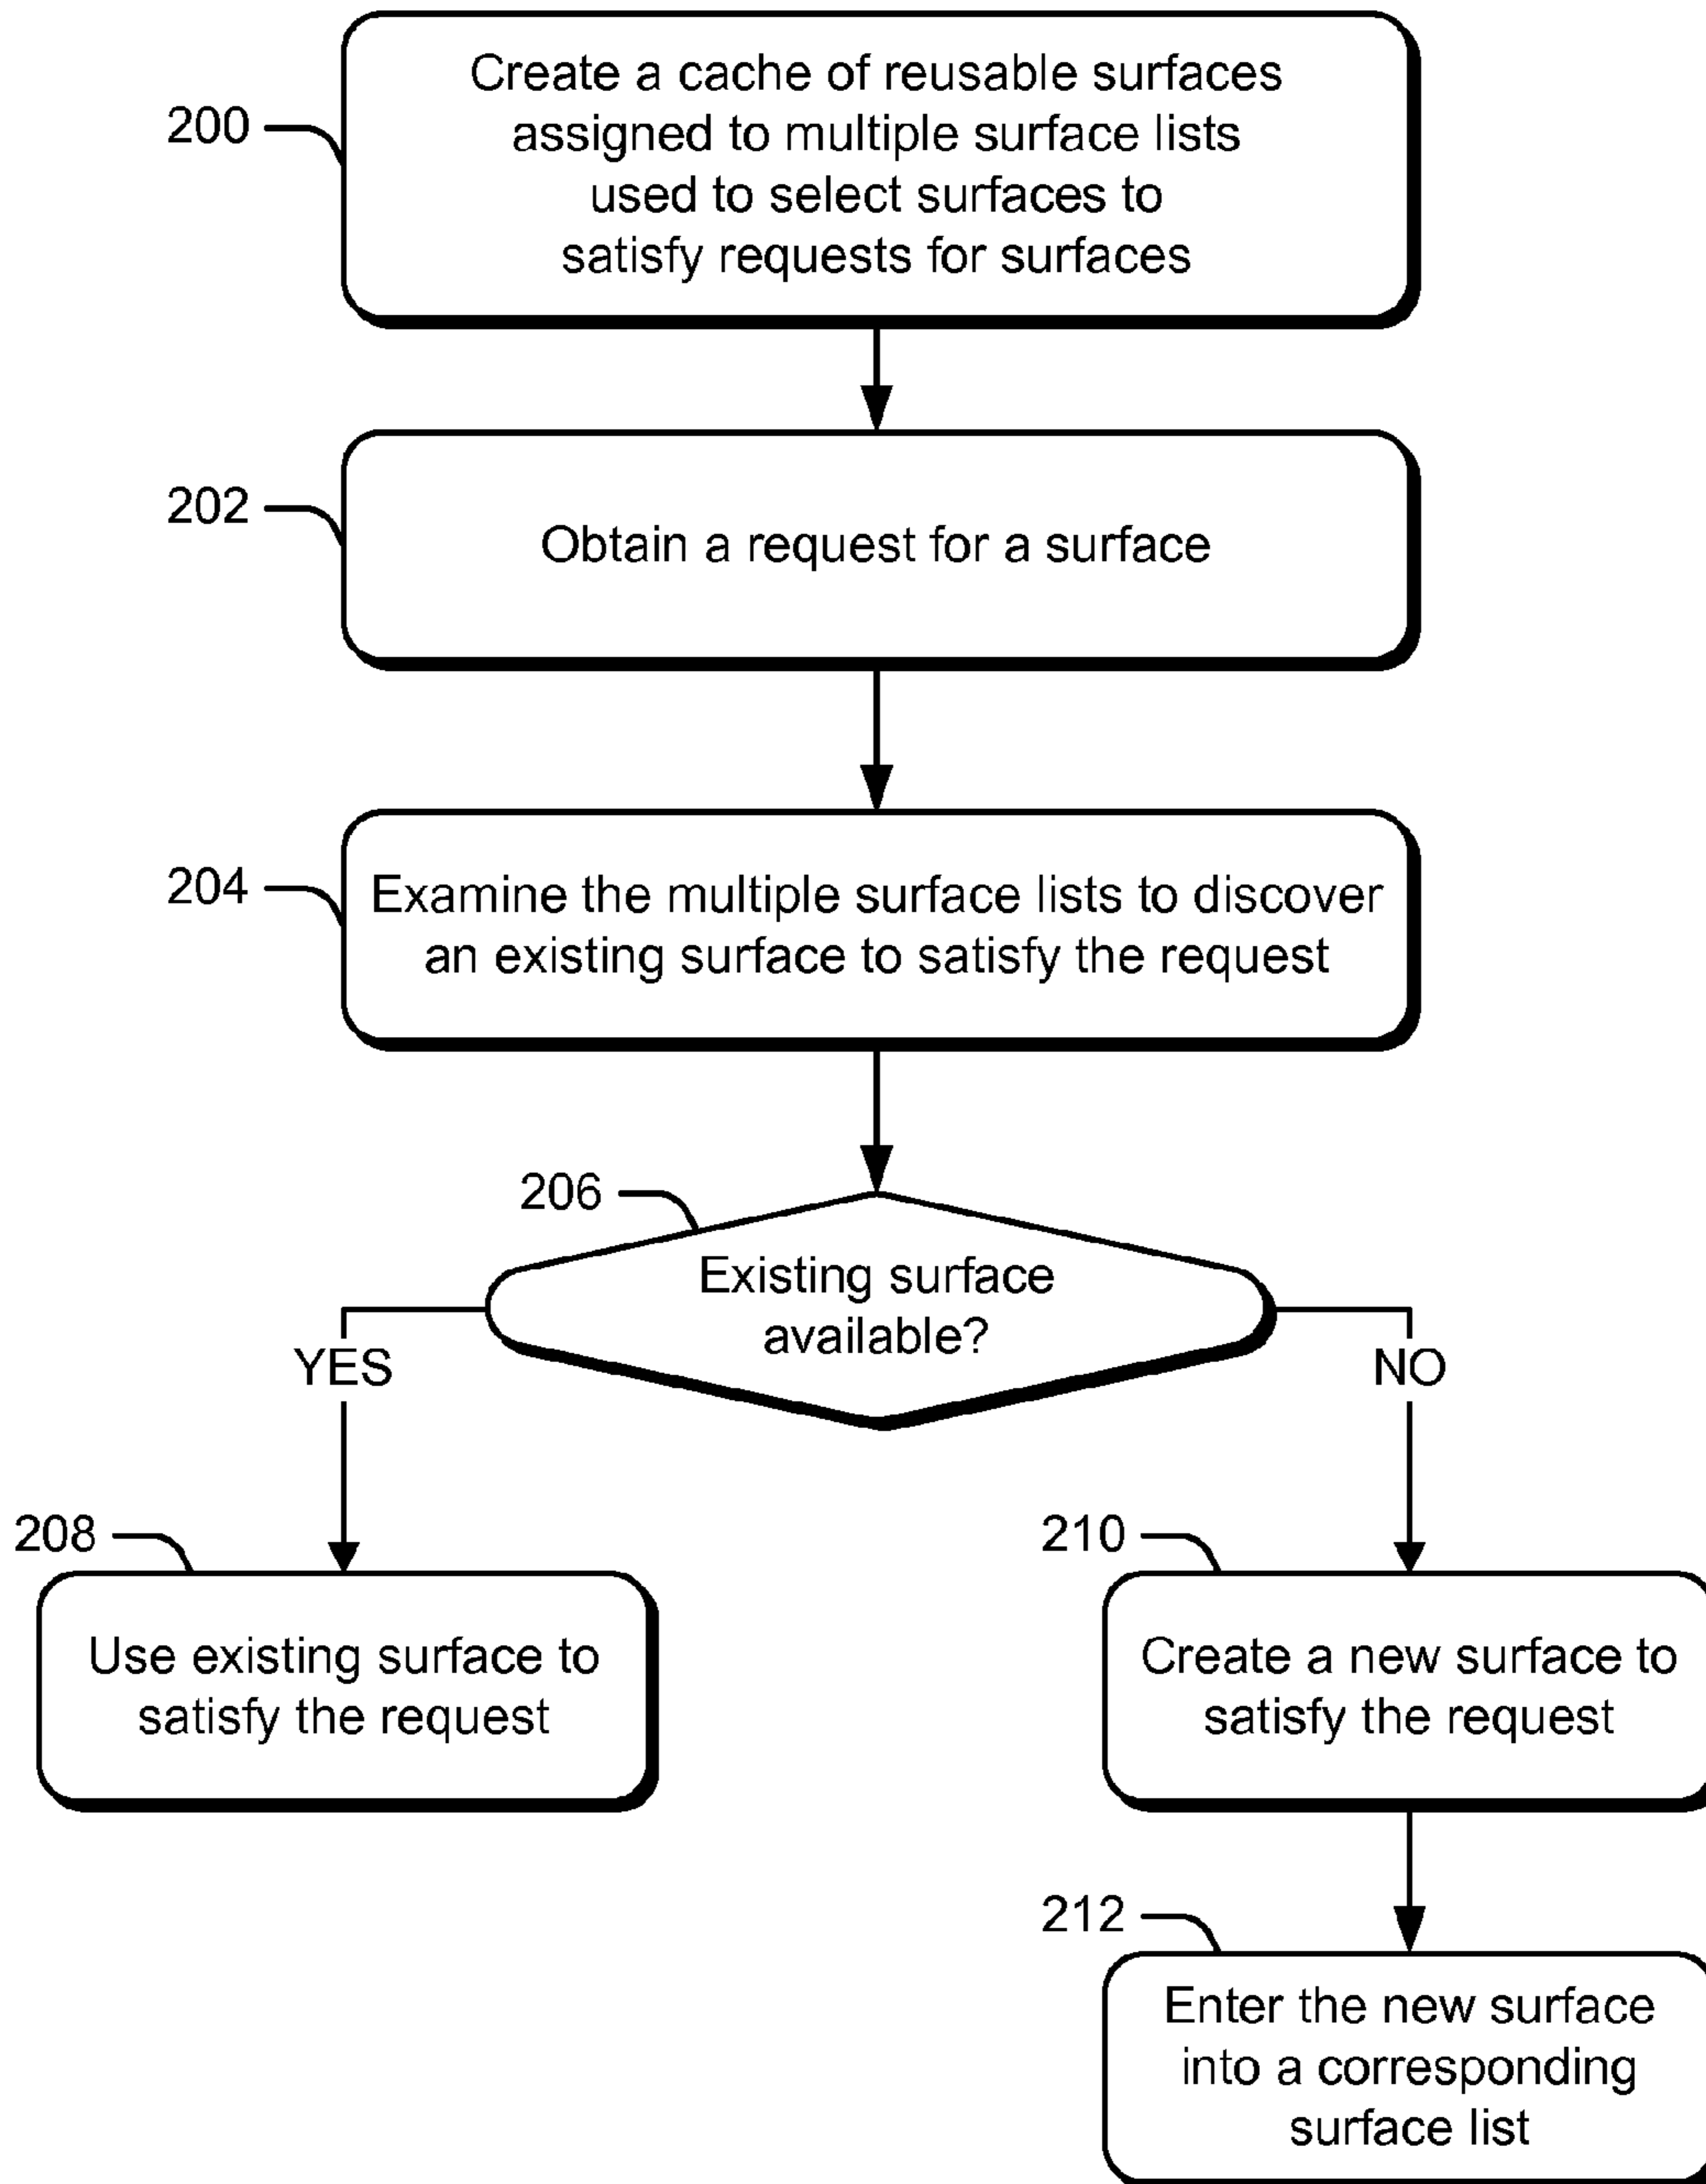 200
Create a cache of reusable surfaces
assigned to multiple surface lists
used to select surfaces to
satisfy requests for surfaces
202
Obtain a request for a surface
204
Examine the multiple surface lists to discover
an existing surface to satisfy the request
206
Existing surface
available?
YES
NO
208
Use existing surface to
satisfy the request
210
Create a new surface to
satisfy the request
212
Enter the new surface
into a corresponding
surface list